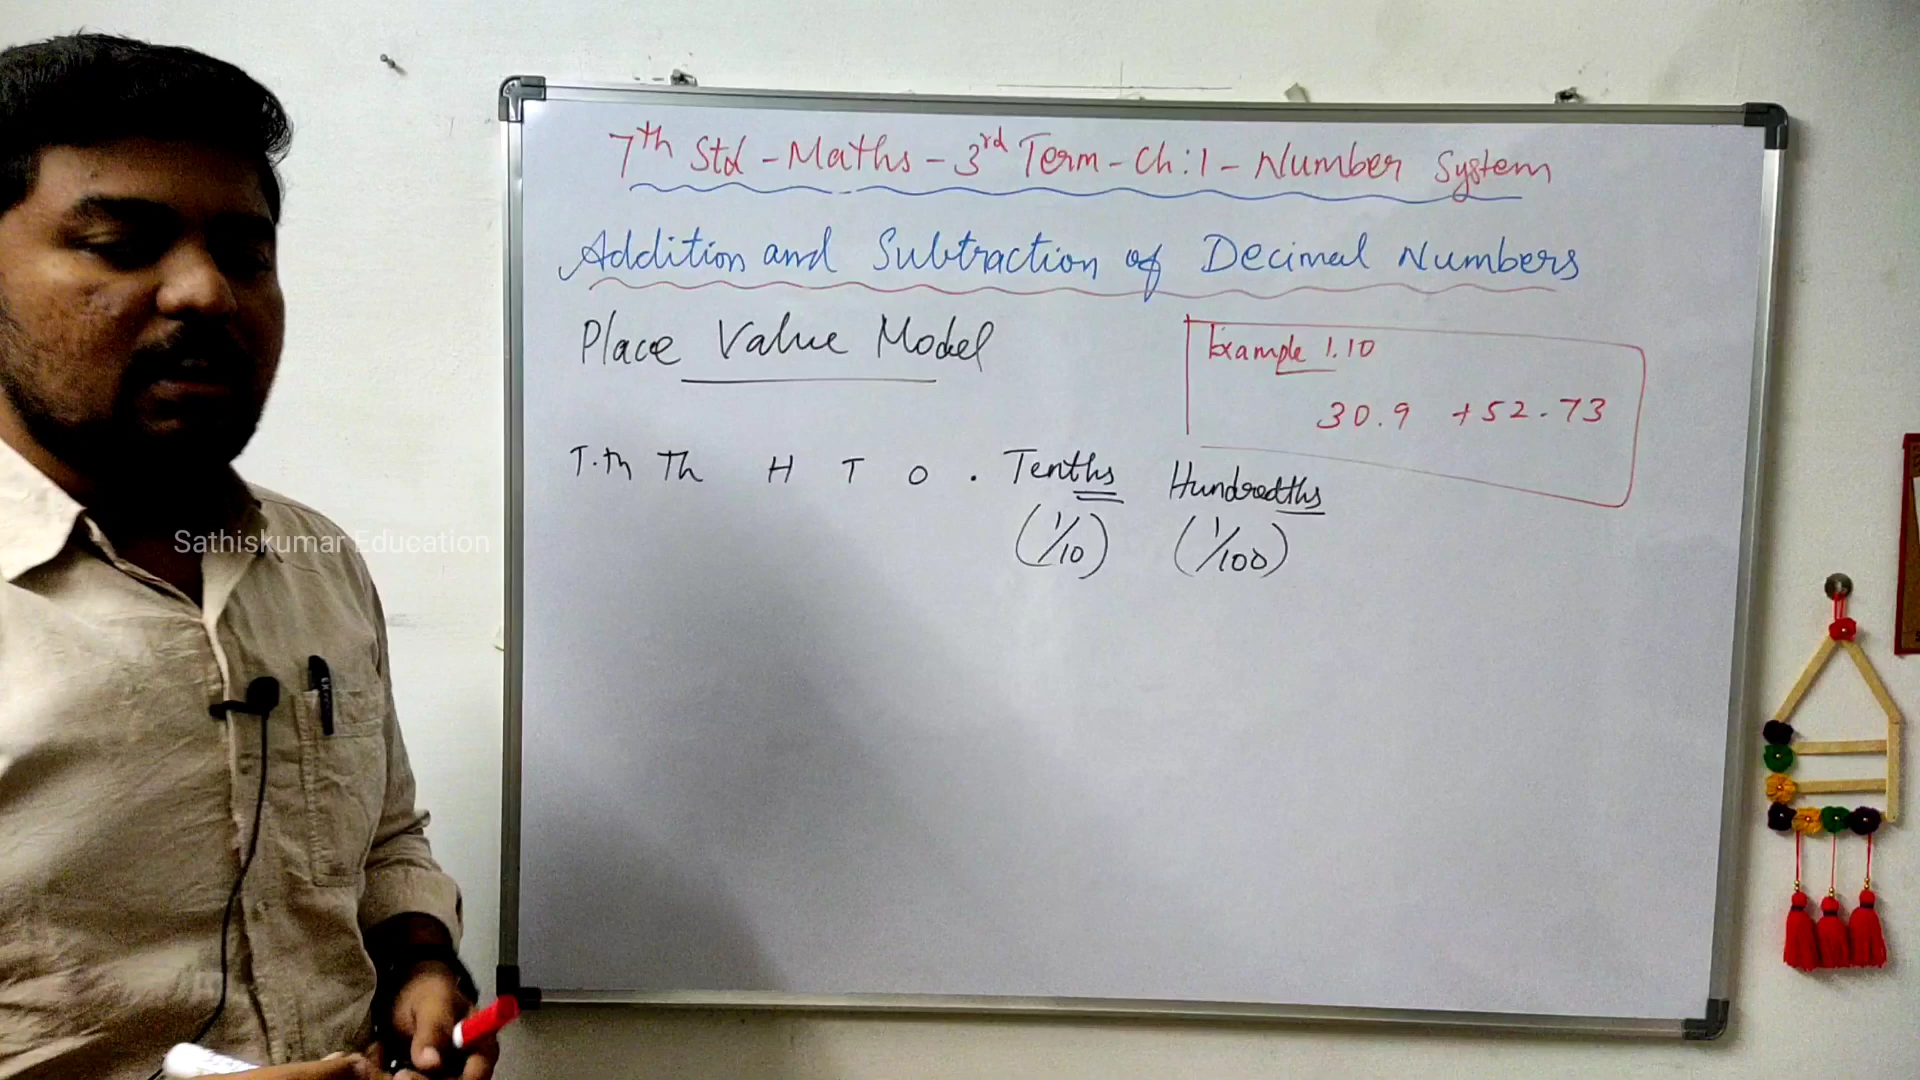 7th Std - Maths - 3rd Term - Ch:1 - Number System
Addition and Subtraction of Decimal Numbers
Place Value Model
Example 1.10
30.9 +52.73
T.th Th H T O . Tenths Hundredths
(1/10) (1/100)
Sathiskumar Education